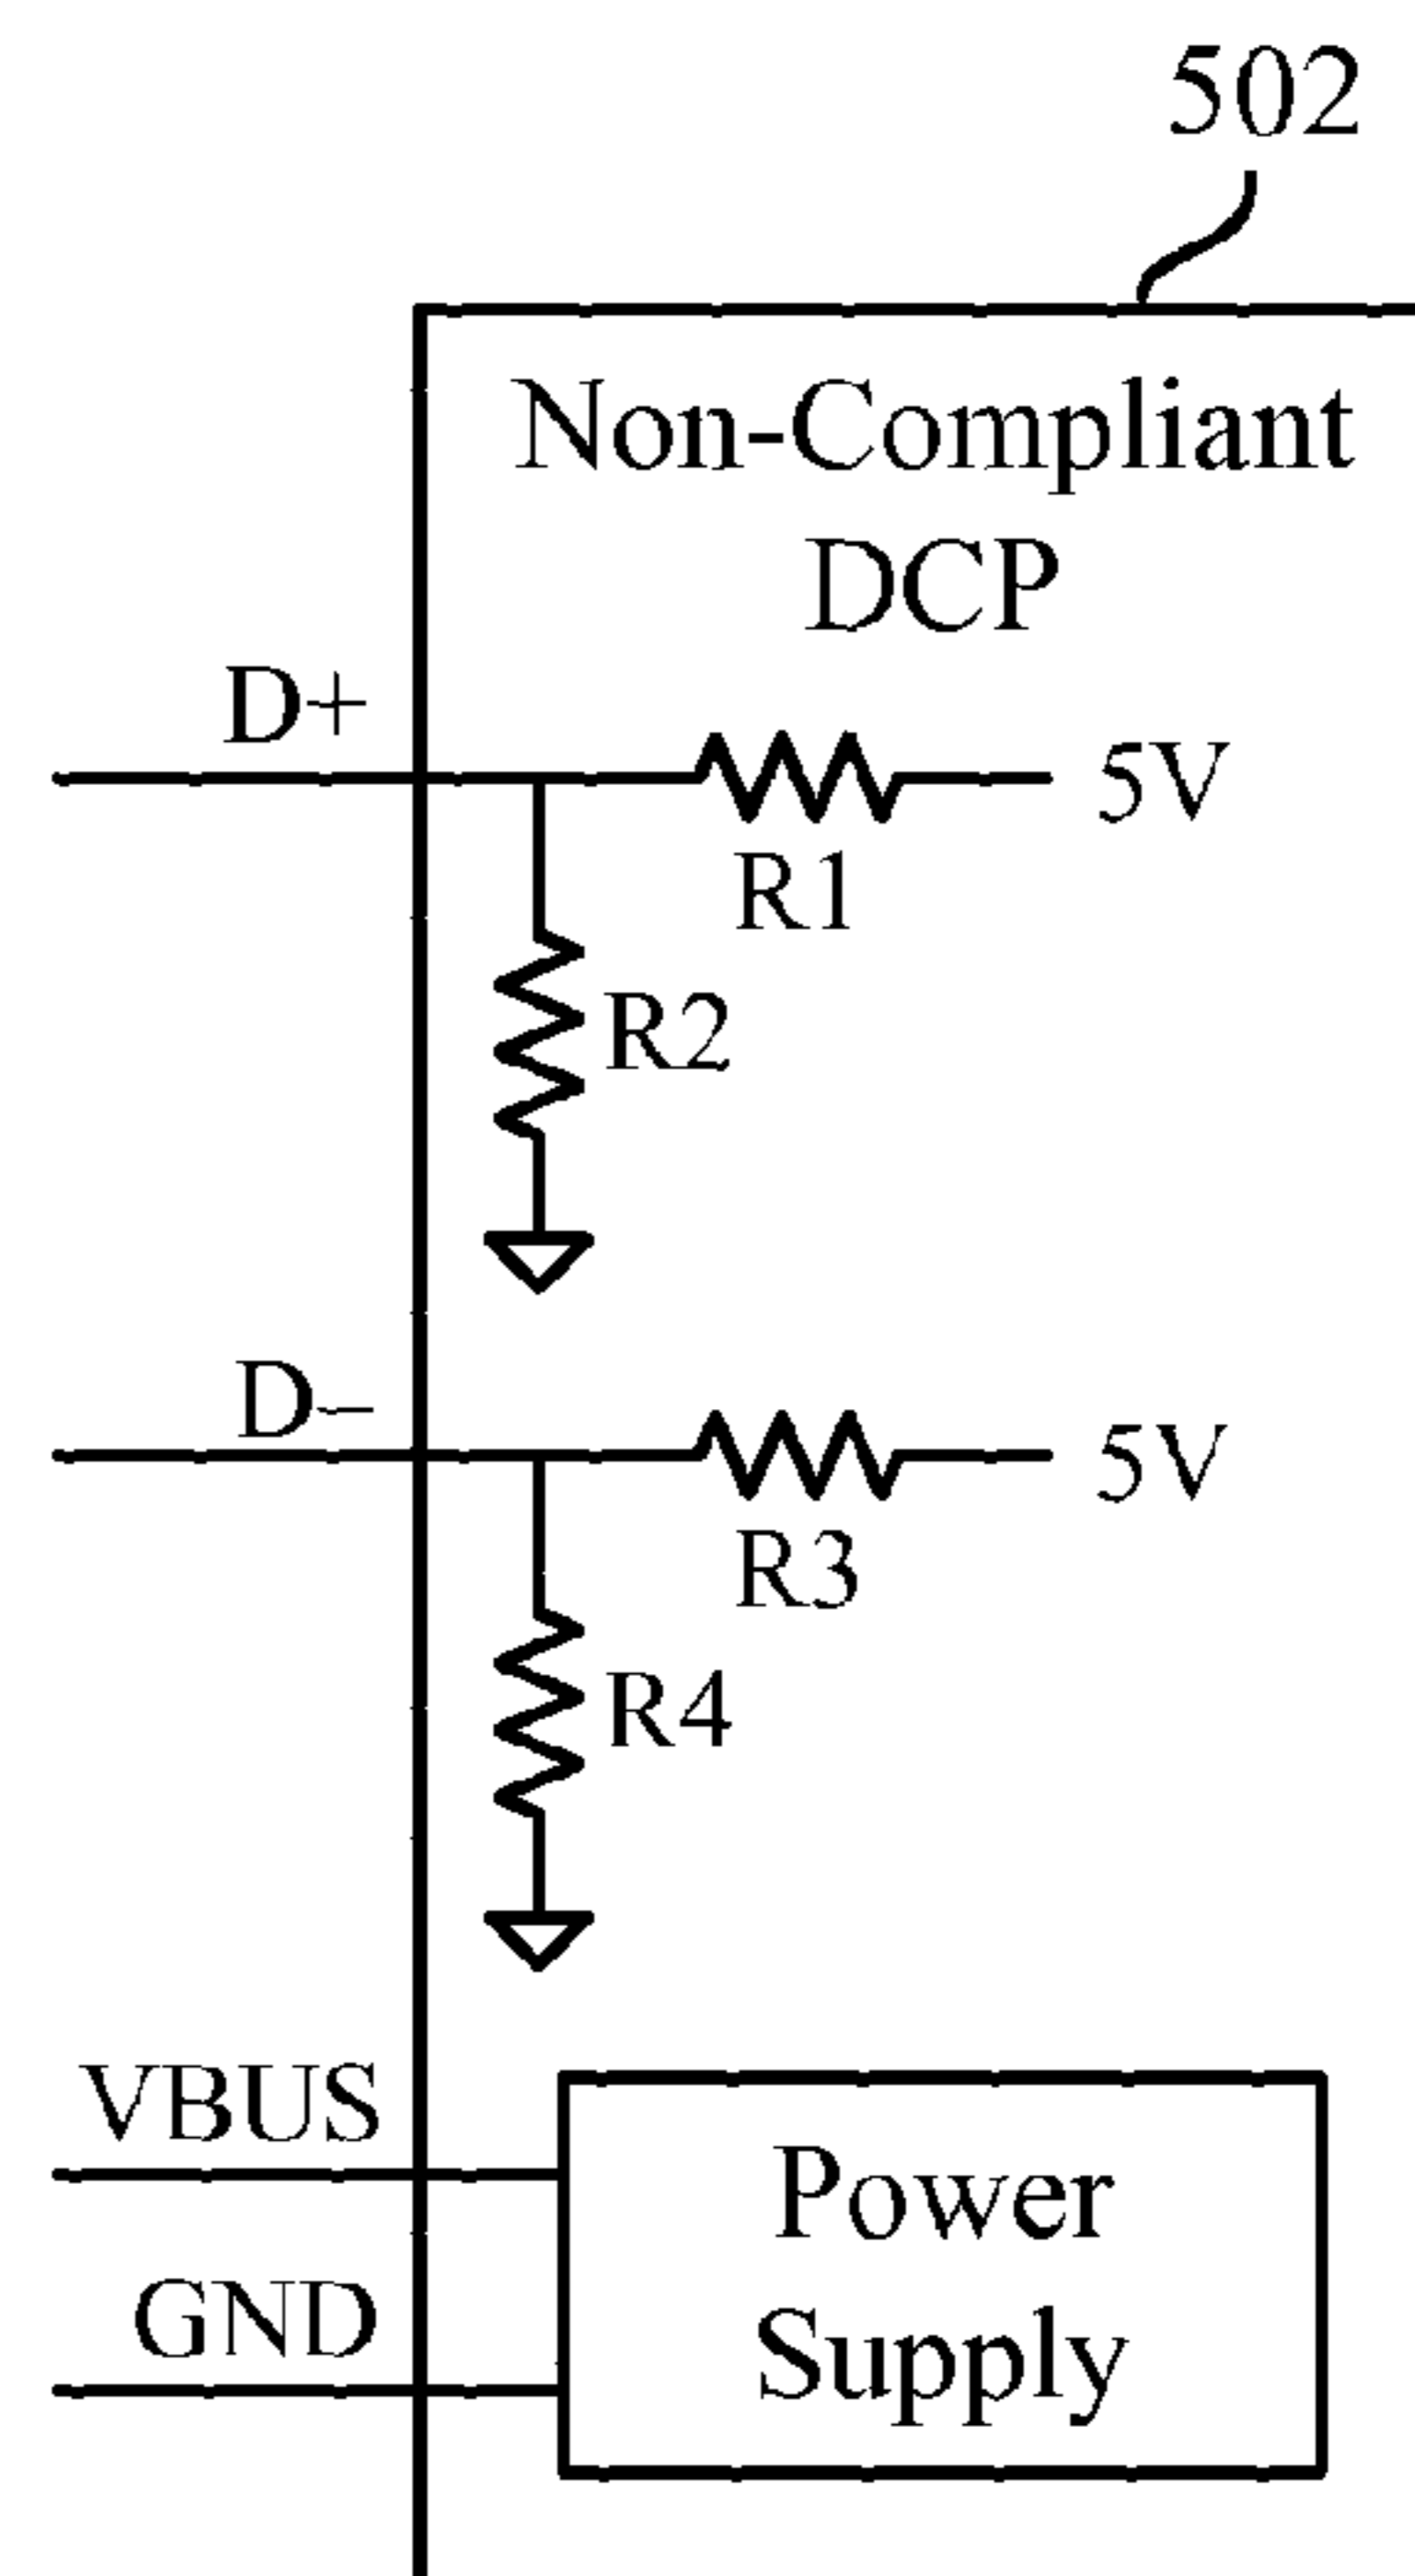 502
Non-Compliant
DCP
D+
5V
R1
R2
D–
5V
R3
R4
VBUS
Power
Supply
GND